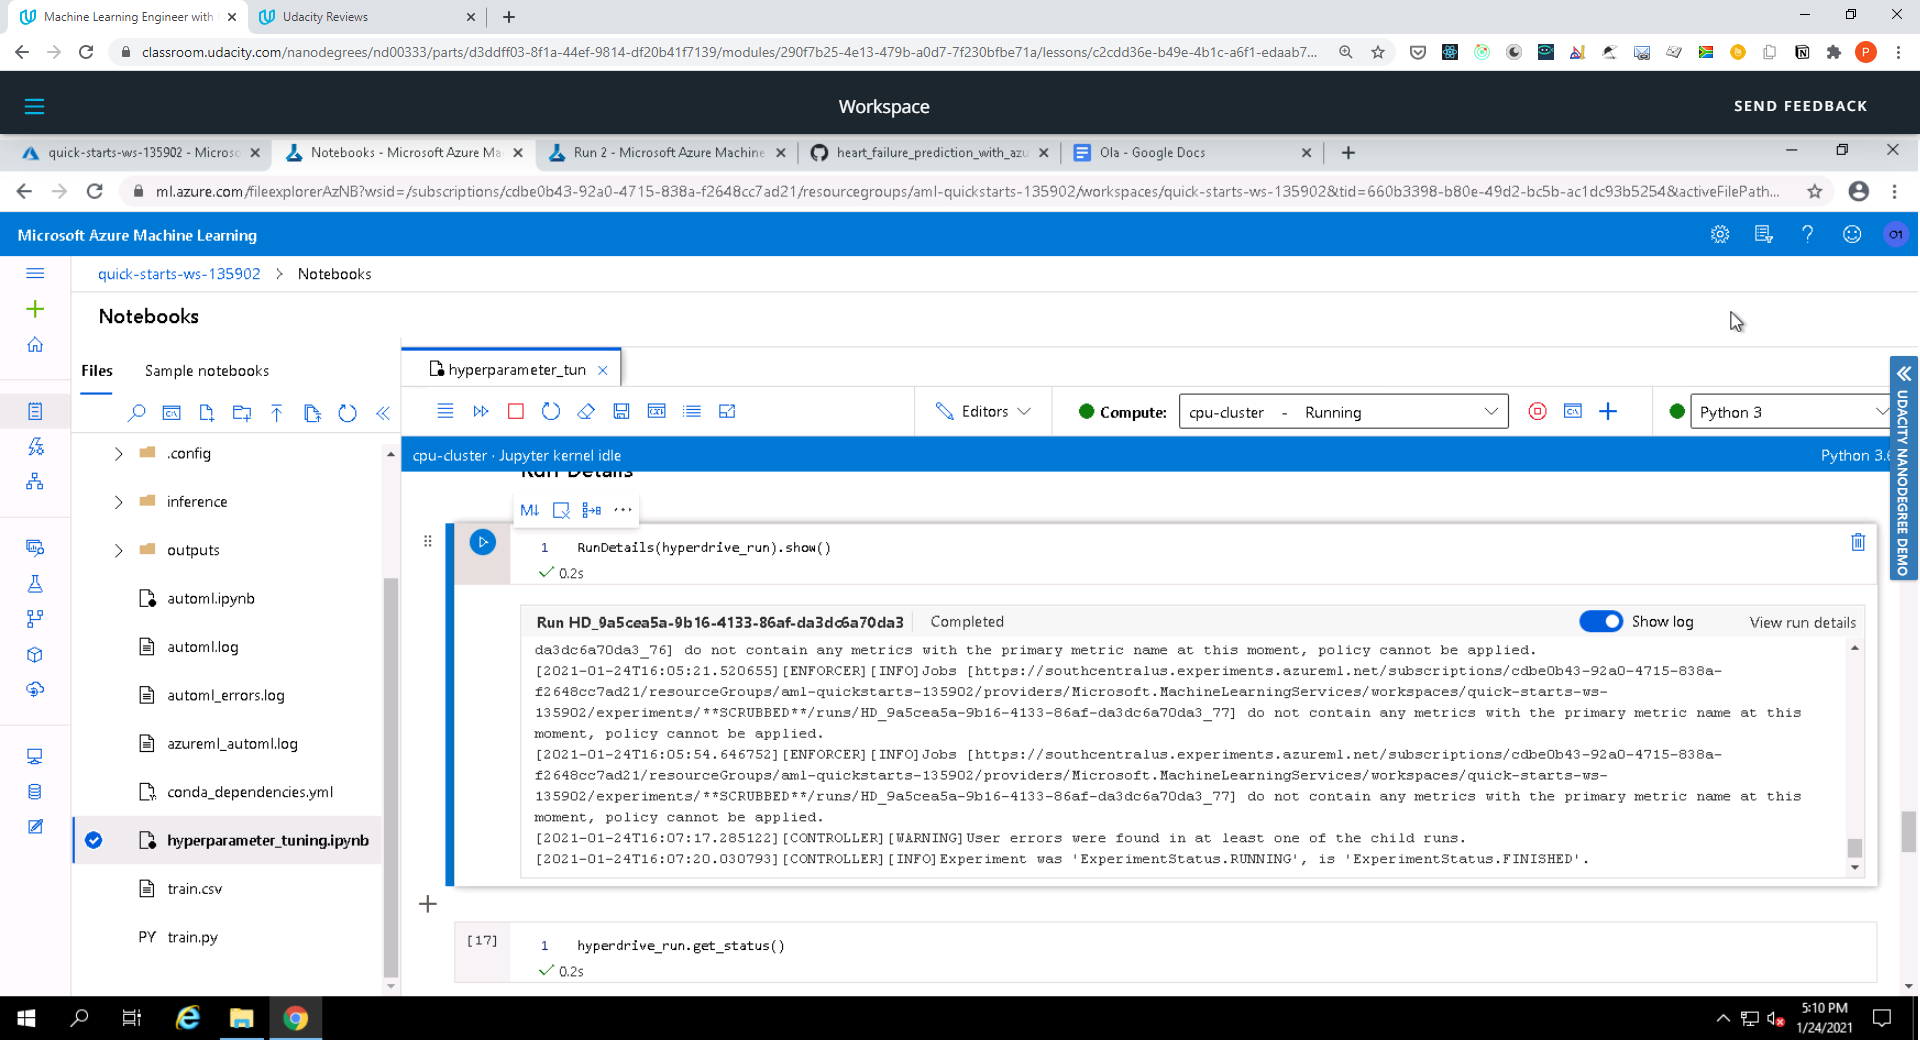 Machine Learning Engineer with
Udacity Reviews
classroom.udacity.com/nanodegrees/nd00333/parts/d3ddff03-8f1a-44ef-9814-df20b41f7139/modules/290f7b25-4e13-479b-a0d7-7f230bfbe71a/lessons/c2cdd36e-b49e-4b1c-a6f1-edaab7...
P
Workspace
SEND FEEDBACK
quick-starts-ws-135902 - Microso
Notebooks - Microsoft Azure Ma
Run 2 - Microsoft Azure Machine
heart_failure_prediction_with_azu
Ola - Google Docs
ml.azure.com/fileexplorerAzNB?wsid=/subscriptions/cdbe0b43-92a0-4715-838a-f2648cc7ad21/resourcegroups/aml-quickstarts-135902/workspaces/quick-starts-ws-135902&tid=660b3398-b80e-49d2-bc5b-ac1dc93b5254&activeFilePath...
Microsoft Azure Machine Learning
O1
quick-starts-ws-135902 > Notebooks
Notebooks
Files
Sample notebooks
hyperparameter_tun
Editors
Compute:
cpu-cluster - Running
Python 3
cpu-cluster · Jupyter kernel idle
Python 3.6
UDACITY NANODEGREE DEMO
.config
inference
outputs
automl.ipynb
automl.log
automl_errors.log
azureml_automl.log
conda_dependencies.yml
hyperparameter_tuning.ipynb
train.csv
PY train.py
Run Details
M↓
1 RunDetails(hyperdrive_run).show()
0.2s
Run HD_9a5cea5a-9b16-4133-86af-da3dc6a70da3
Completed
Show log
View run details
da3dc6a70da3_76] do not contain any metrics with the primary metric name at this moment, policy cannot be applied.
[2021-01-24T16:05:21.520655][ENFORCER][INFO]Jobs [https://southcentralus.experiments.azureml.net/subscriptions/cdbe0b43-92a0-4715-838a-
f2648cc7ad21/resourceGroups/aml-quickstarts-135902/providers/Microsoft.MachineLearningServices/workspaces/quick-starts-ws-
135902/experiments/**SCRUBBED**/runs/HD_9a5cea5a-9b16-4133-86af-da3dc6a70da3_77] do not contain any metrics with the primary metric name at this
moment, policy cannot be applied.
[2021-01-24T16:05:54.646752][ENFORCER][INFO]Jobs [https://southcentralus.experiments.azureml.net/subscriptions/cdbe0b43-92a0-4715-838a-
f2648cc7ad21/resourceGroups/aml-quickstarts-135902/providers/Microsoft.MachineLearningServices/workspaces/quick-starts-ws-
135902/experiments/**SCRUBBED**/runs/HD_9a5cea5a-9b16-4133-86af-da3dc6a70da3_77] do not contain any metrics with the primary metric name at this
moment, policy cannot be applied.
[2021-01-24T16:07:17.285122][CONTROLLER][WARNING]User errors were found in at least one of the child runs.
[2021-01-24T16:07:20.030793][CONTROLLER][INFO]Experiment was 'ExperimentStatus.RUNNING', is 'ExperimentStatus.FINISHED'.
[17]
1 hyperdrive_run.get_status()
0.2s
5:10 PM
1/24/2021